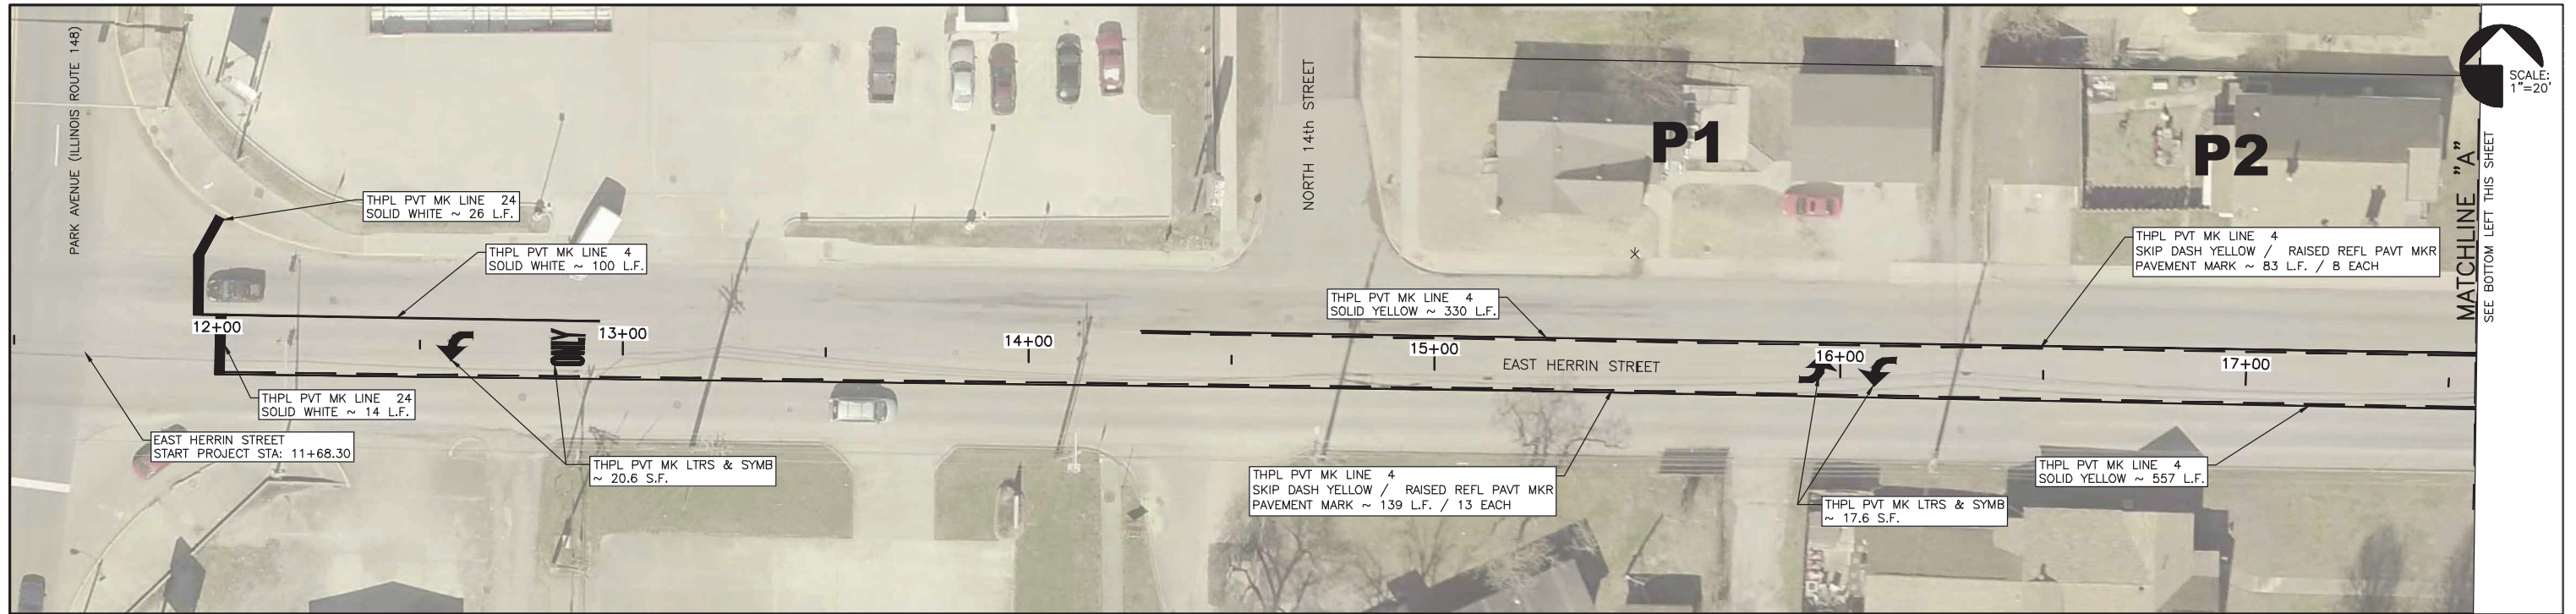 PARK AVENUE (ILLINOIS ROUTE 148)
THPL PVT MK LINE 24
SOLID WHITE ~ 26 L.F.
THPL PVT MK LINE 4
SOLID WHITE ~ 100 L.F.
12+00
13+00
ONLY
THPL PVT MK LINE 24
SOLID WHITE ~ 14 L.F.
EAST HERRIN STREET
START PROJECT STA: 11+68.30
THPL PVT MK LTRS & SYMB
~ 20.6 S.F.
14+00
NORTH 14th STREET
THPL PVT MK LINE 4
SOLID YELLOW ~ 330 L.F.
15+00
EAST HERRIN STREET
THPL PVT MK LINE 4
SKIP DASH YELLOW / RAISED REFL PAVT MKR
PAVEMENT MARK ~ 139 L.F. / 13 EACH
P1
16+00
THPL PVT MK LTRS & SYMB
~ 17.6 S.F.
P2
THPL PVT MK LINE 4
SKIP DASH YELLOW / RAISED REFL PAVT MKR
PAVEMENT MARK ~ 83 L.F. / 8 EACH
17+00
THPL PVT MK LINE 4
SOLID YELLOW ~ 557 L.F.
MATCHLINE "A"
SEE BOTTOM LEFT THIS SHEET
SCALE:
1"=20'